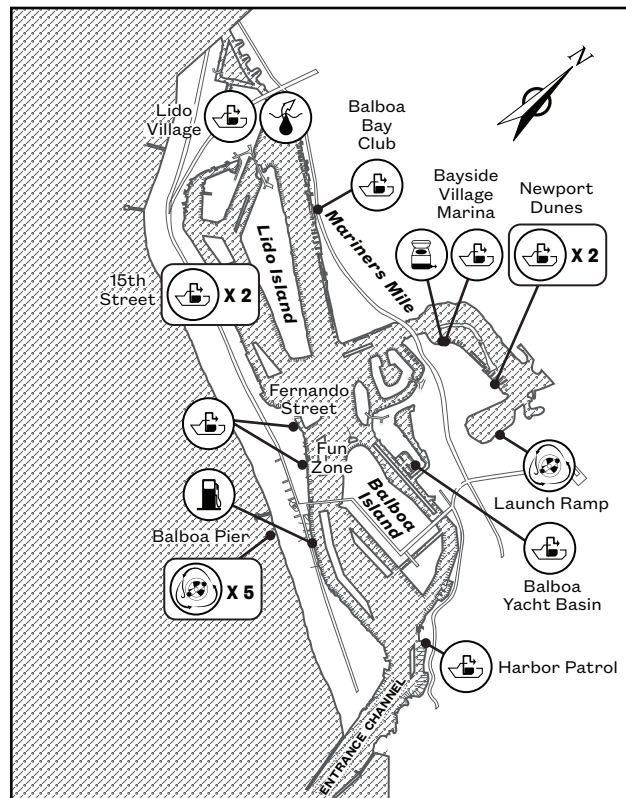 N
Lido
Village
Balboa
Bay
Club
Bayside
Village
Marina
Newport
Dunes
X 2
Mariners Mile
Lido Island
15th
Street
X 2
Fernando
Street
Fun
Zone
Balboa
Island
Launch Ramp
Balboa Pier
X 5
Balboa
Yacht Basin
Harbor Patrol
ENTRANCE CHANNEL